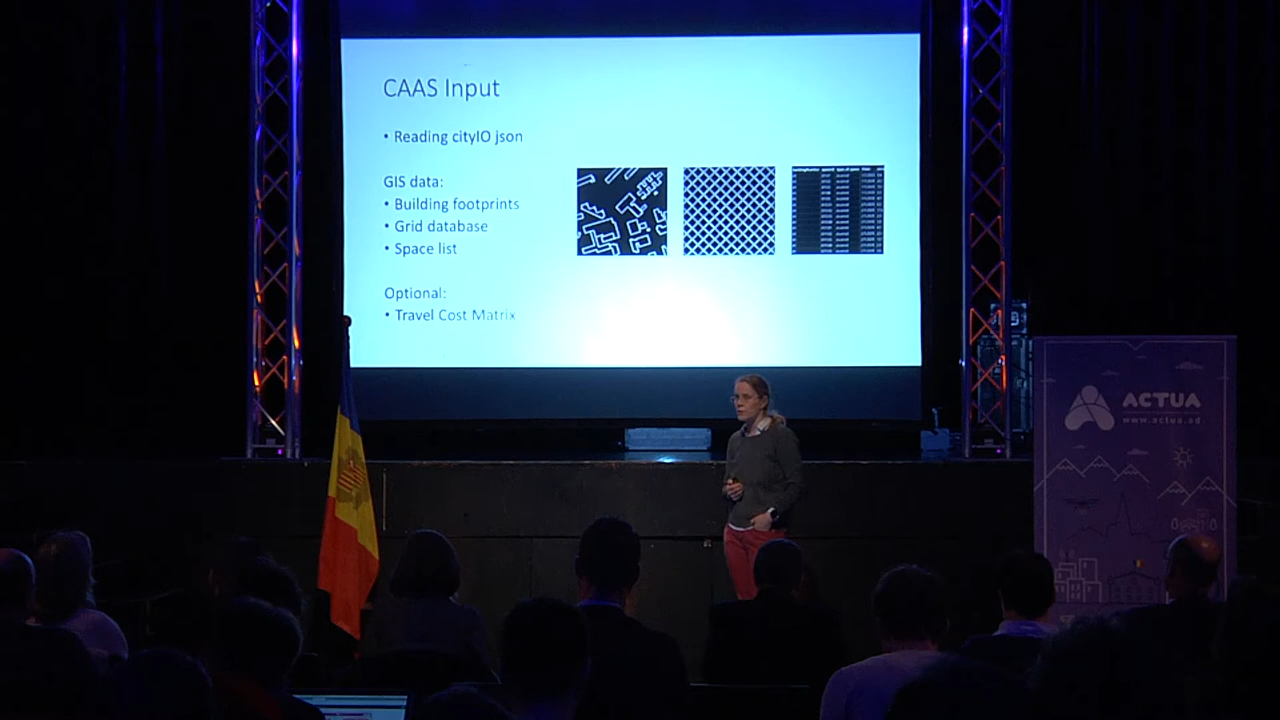 CAAS Input
• Reading cityIO json
GIS data:
• Building footprints
• Grid database
• Space list
Optional:
• Travel Cost Matrix
ACTUA
www.actua.ad